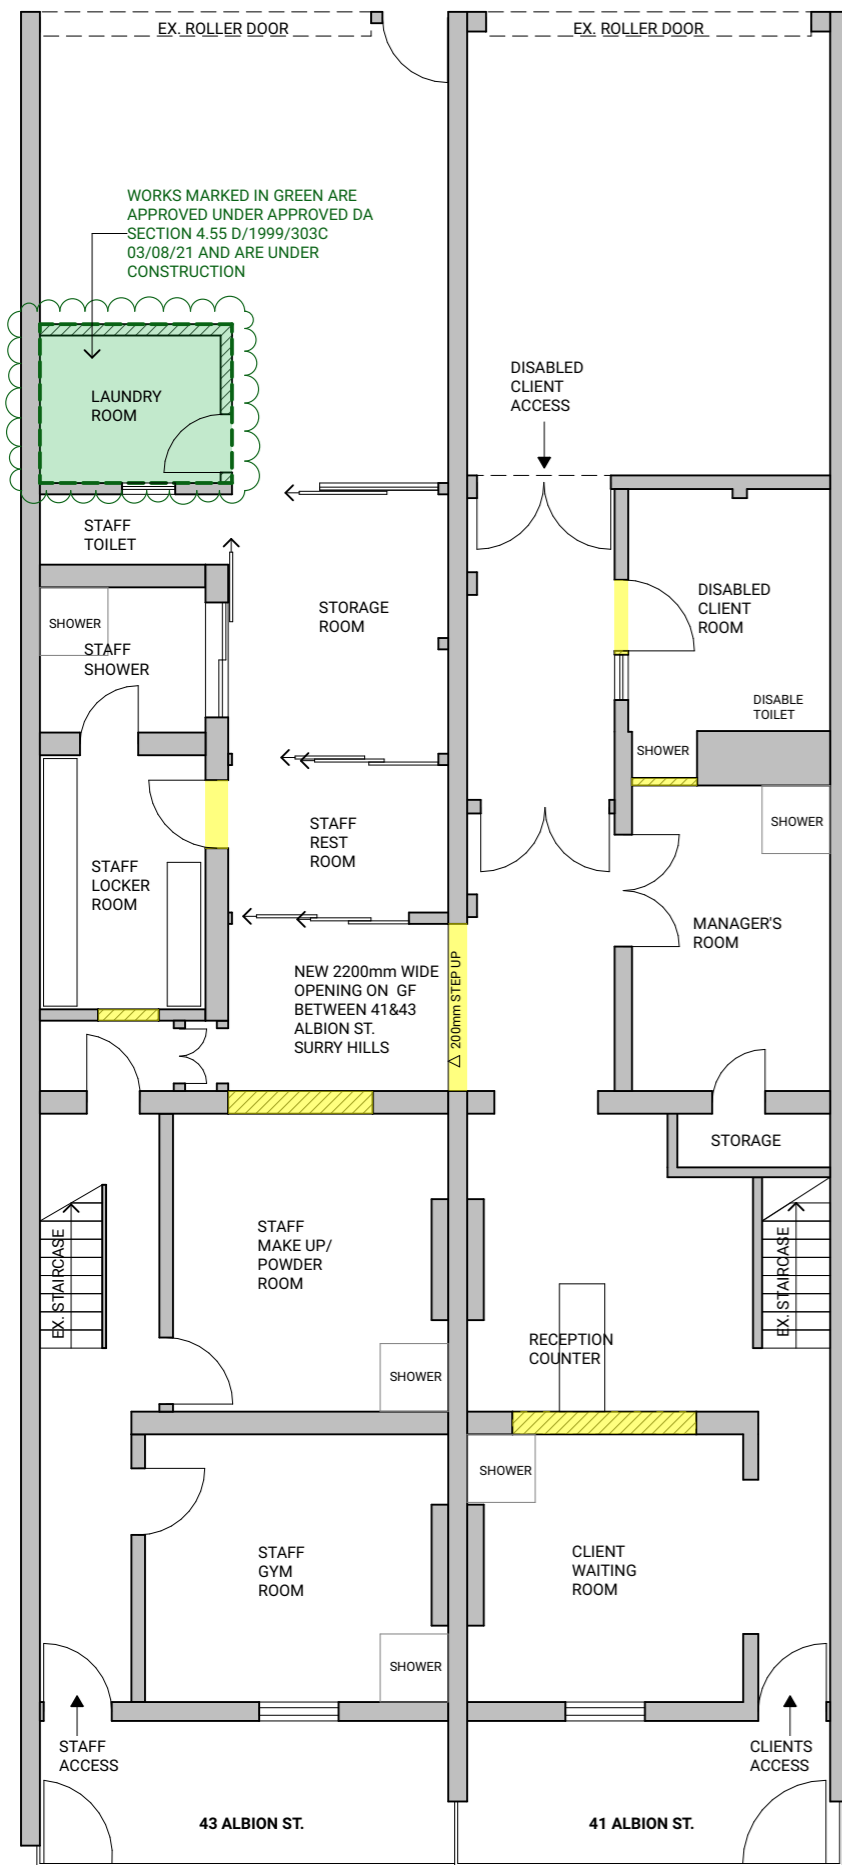 EX. ROLLER DOOR
EX. ROLLER DOOR
WORKS MARKED IN GREEN ARE
APPROVED UNDER APPROVED DA
SECTION 4.55 D/1999/303C
03/08/21 AND ARE UNDER
CONSTRUCTION
LAUNDRY
ROOM
DISABLED
CLIENT
ACCESS
STAFF
TOILET
STORAGE
ROOM
DISABLED
CLIENT
ROOM
SHOWER
STAFF
SHOWER
DISABLE
TOILET
SHOWER
SHOWER
STAFF
REST
ROOM
STAFF
LOCKER
ROOM
MANAGER'S
ROOM
NEW 2200mm WIDE
OPENING ON GF
BETWEEN 41&43
ALBION ST.
SURRY HILLS
200mm STEP UP
STORAGE
EX. STAIRCASE
STAFF
MAKE UP/
POWDER
ROOM
EX. STAIRCASE
RECEPTION
COUNTER
SHOWER
SHOWER
STAFF
GYM
ROOM
CLIENT
WAITING
ROOM
SHOWER
STAFF
ACCESS
CLIENTS
ACCESS
43 ALBION ST.
41 ALBION ST.